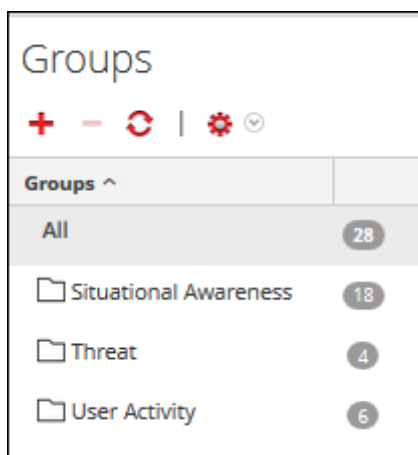 Groups
Groups
All 28
Situational Awareness 18
Threat 4
User Activity 6